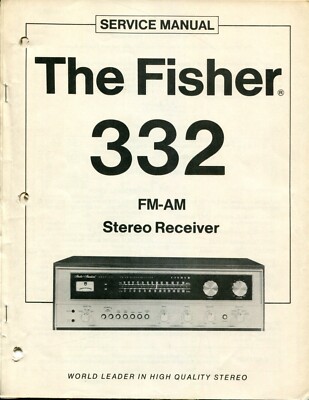 SERVICE MANUAL
The Fisher®
332
FM-AM
Stereo Receiver
WORLD LEADER IN HIGH QUALITY STEREO